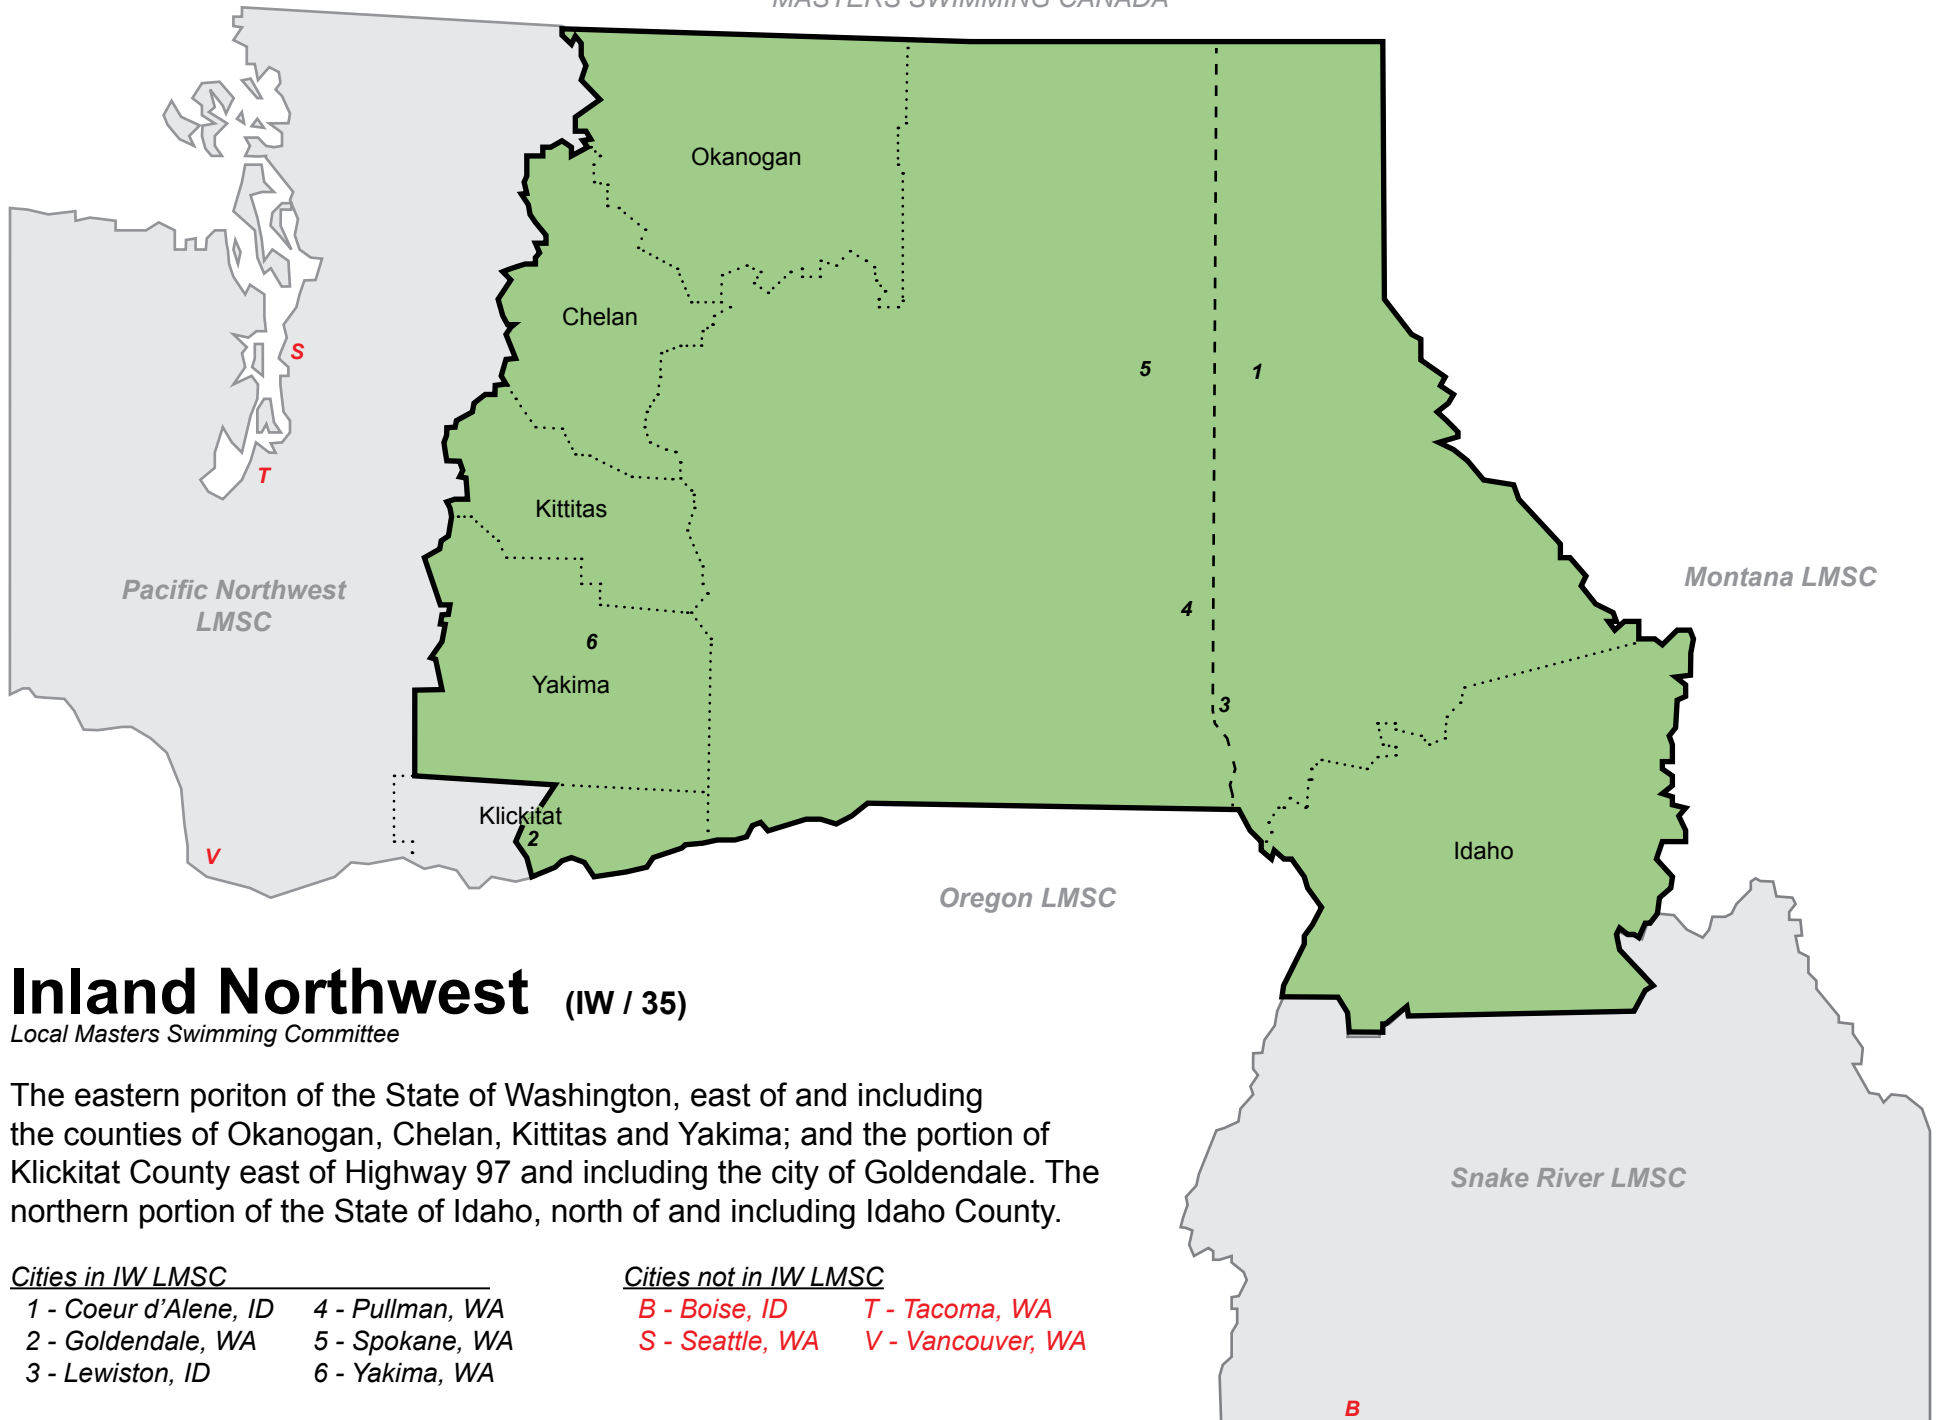 MASTERS SWIMMING CANADA
Okanogan
Chelan
S
5
1
T
Kittitas
Pacific Northwest
LMSC
Montana LMSC
4
6
Yakima
3
Klickitat
2
V
Idaho
Oregon LMSC
Inland Northwest (IW / 35)
Local Masters Swimming Committee
The eastern poriton of the State of Washington, east of and including
the counties of Okanogan, Chelan, Kittitas and Yakima; and the portion of
Klickitat County east of Highway 97 and including the city of Goldendale. The
northern portion of the State of Idaho, north of and including Idaho County.
Snake River LMSC
Cities in IW LMSC
1 - Coeur d’Alene, ID
2 - Goldendale, WA
3 - Lewiston, ID
4 - Pullman, WA
5 - Spokane, WA
6 - Yakima, WA
Cities not in IW LMSC
B - Boise, ID
S - Seattle, WA
T - Tacoma, WA
V - Vancouver, WA
B